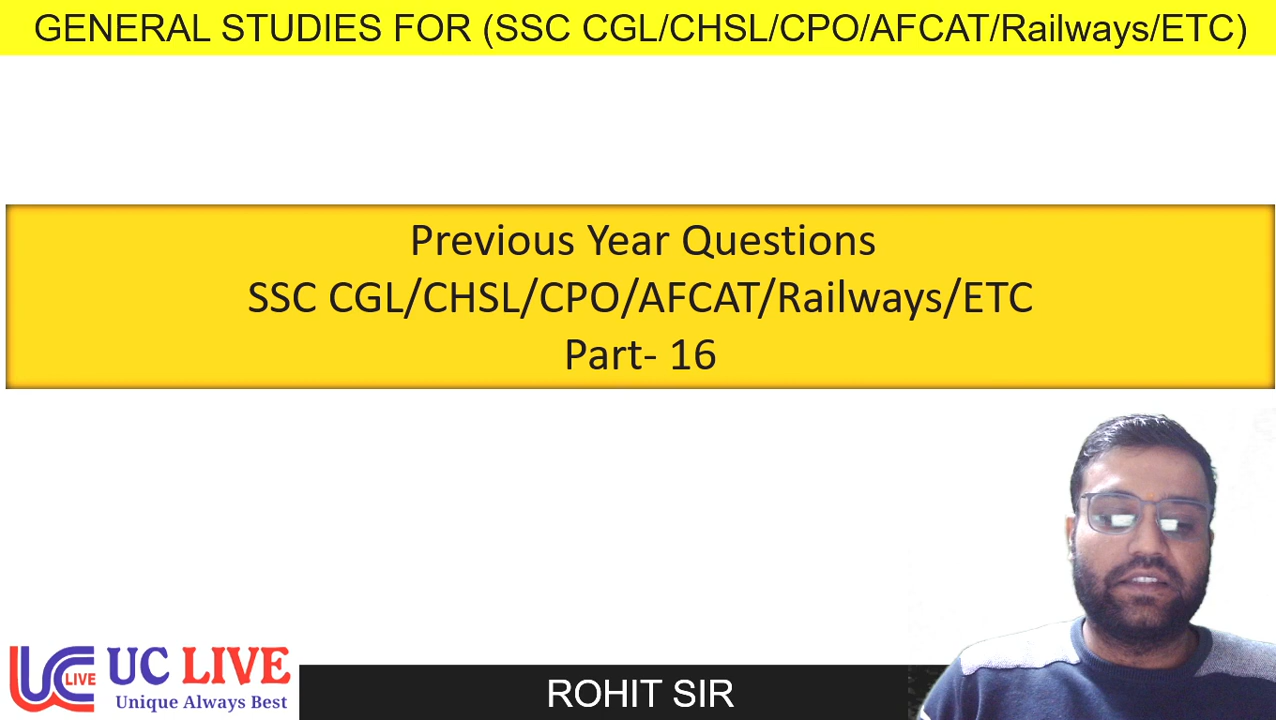 GENERAL STUDIES FOR (SSC CGL/CHSL/CPO/AFCAT/Railways/ETC)
Previous Year Questions
SSC CGL/CHSL/CPO/AFCAT/Railways/ETC
Part- 16
UC LIVE UC LIVE
Unique Always Best
ROHIT SIR